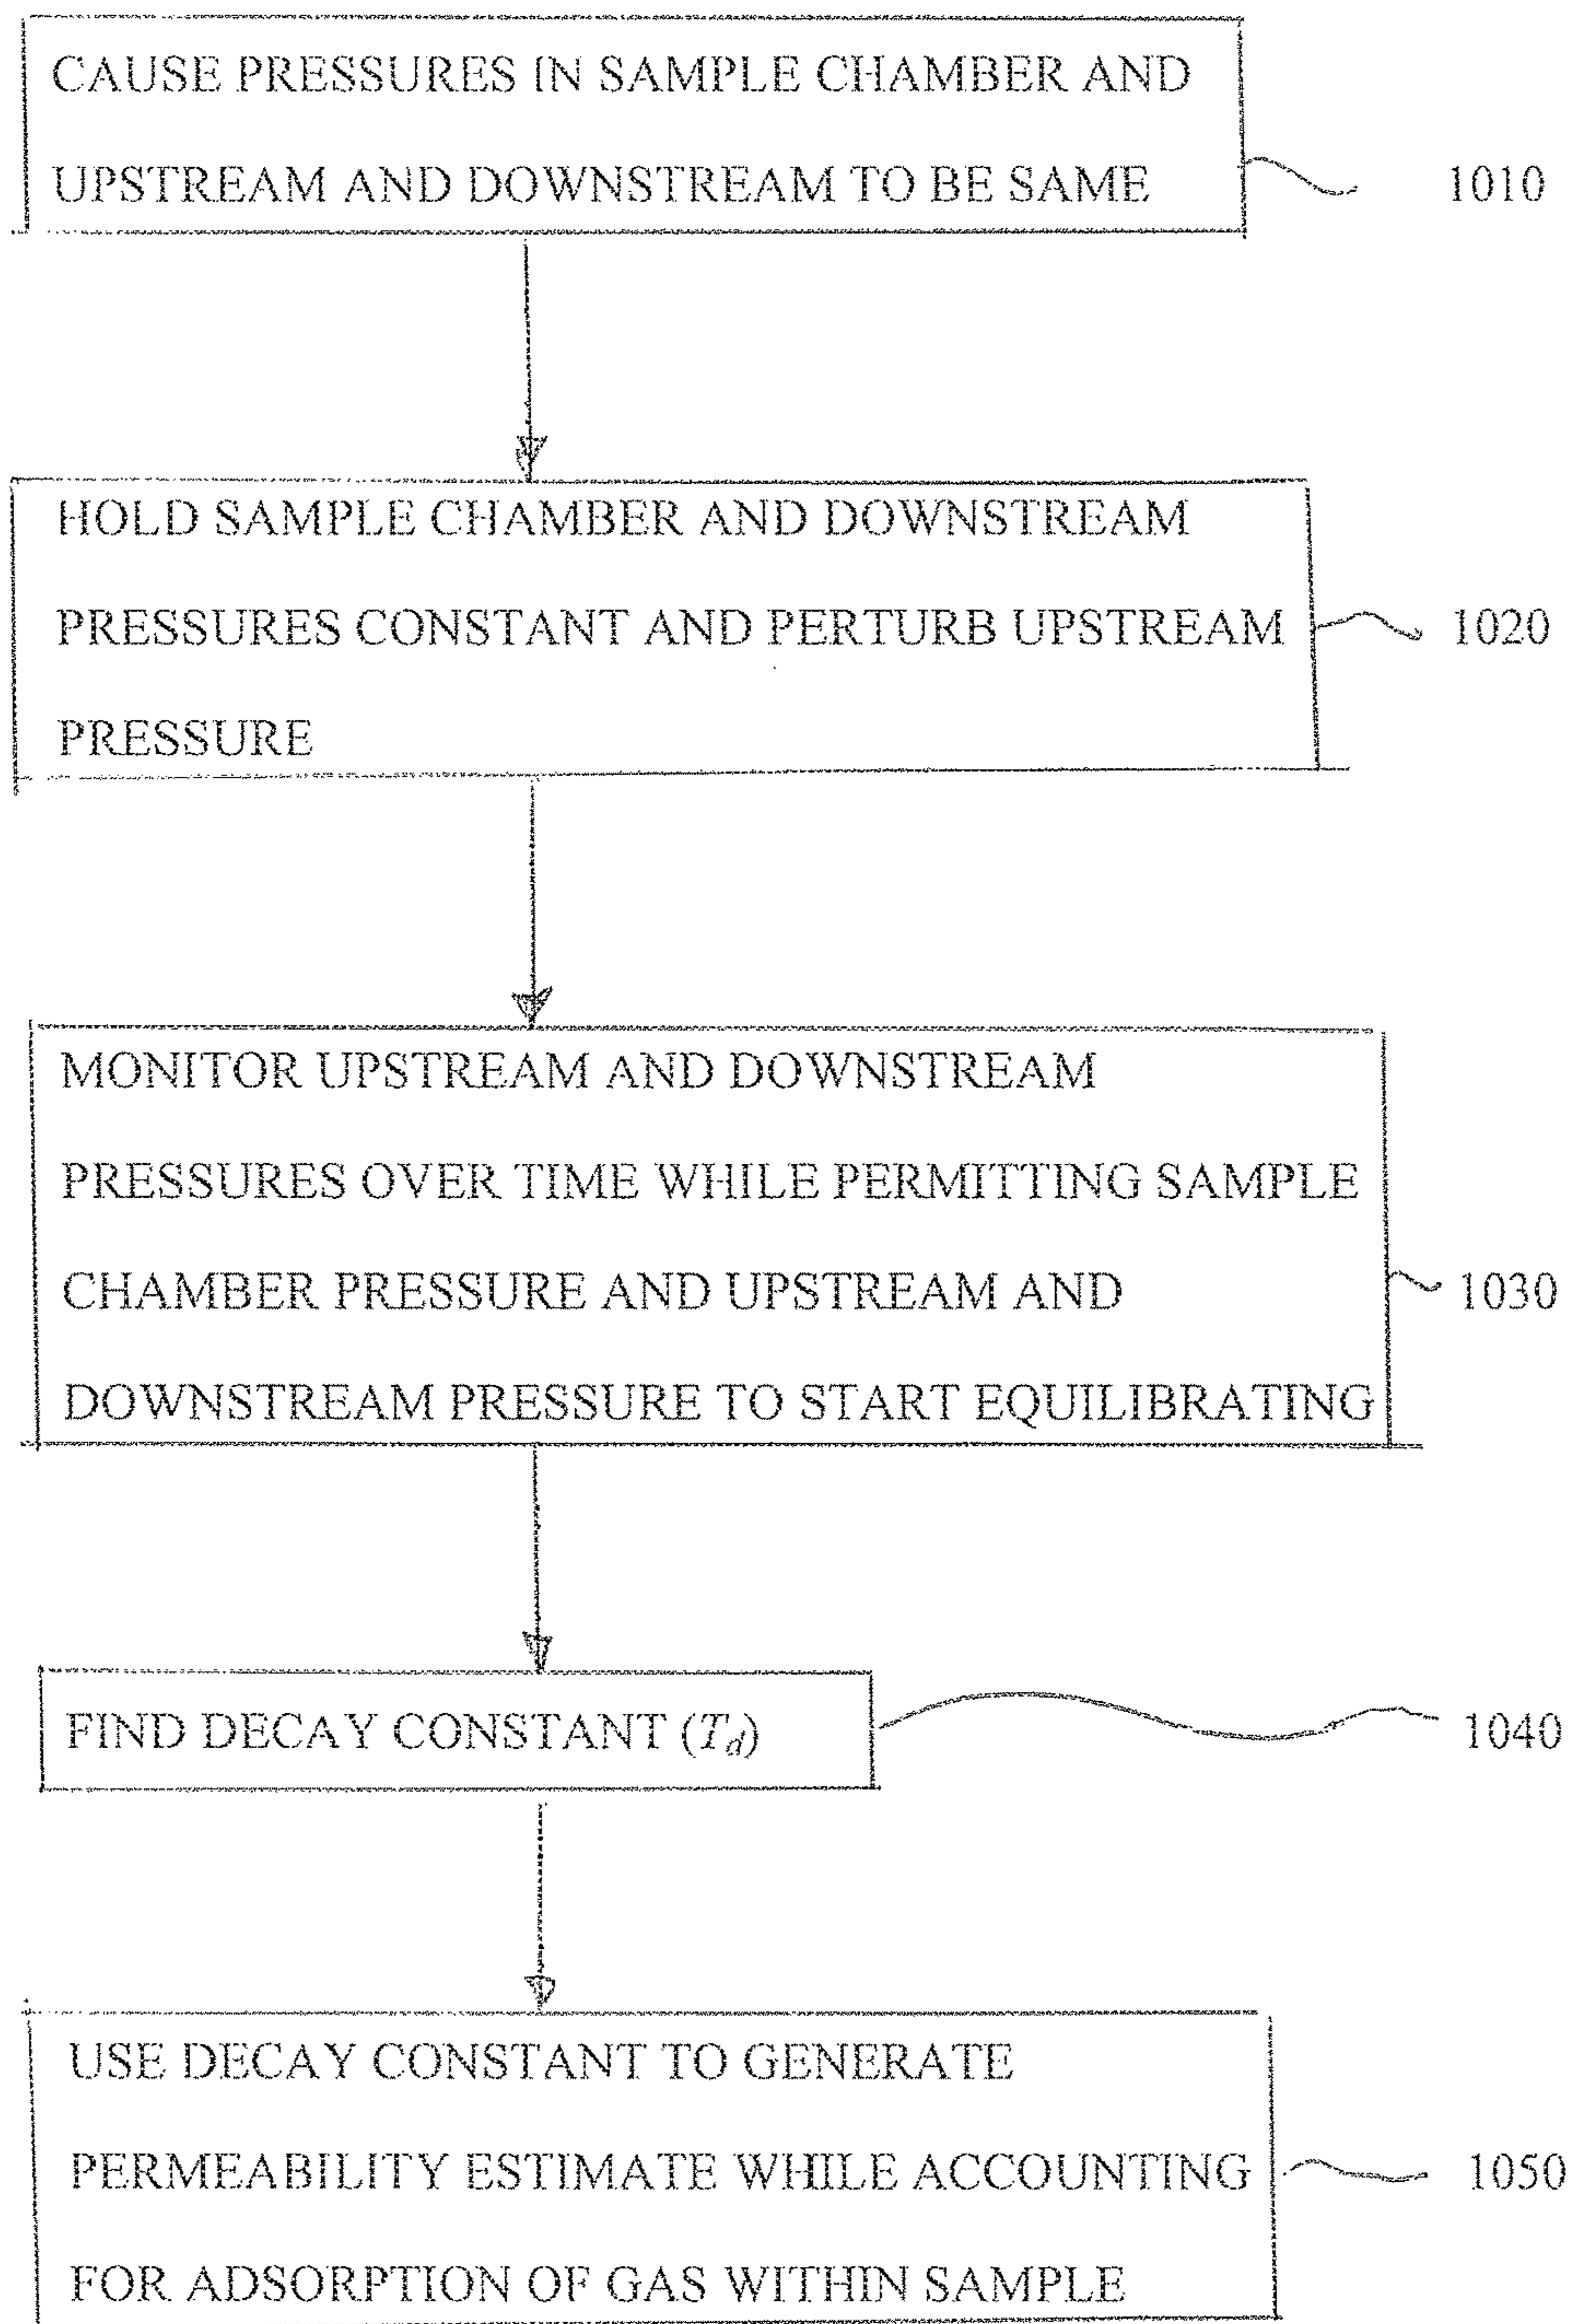 CAUSE PRESSURES IN SAMPLE CHAMBER AND
UPSTREAM AND DOWNSTREAM TO BE SAME
1010
HOLD SAMPLE CHAMBER AND DOWNSTREAM
PRESSURES CONSTANT AND PERTURB UPSTREAM
PRESSURE
1020
MONITOR UPSTREAM AND DOWNSTREAM
PRESSURES OVER TIME WHILE PERMITTING SAMPLE
CHAMBER PRESSURE AND UPSTREAM AND
DOWNSTREAM PRESSURE TO START EQUILIBRATING
1030
FIND DECAY CONSTANT (T_d)
1040
USE DECAY CONSTANT TO GENERATE
PERMEABILITY ESTIMATE WHILE ACCOUNTING
FOR ADSORPTION OF GAS WITHIN SAMPLE
1050